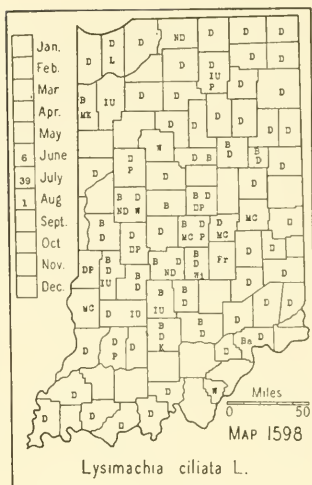 Jan.
Feb.
Mar
Apr.
May
6 June
39 July
1 Aug
Sept.
Oct
Nov.
Dec.
D D ND D D D
L
D D D D IU D D D
P
B IU D D D
MK
D D D D D
W D B B B
D D
D D
P
D B B D B D D
ND W DP MC
B D B D B D D
D DP MC P MC
DP B B D B Fr D D
D ND D
IU W1
MC D IU B B D D D
D IU D
D D D B B D Ba
P D D
K
D D D D W
D D D D
Miles
0 50
MAP 1598
Lysimachia ciliata L.